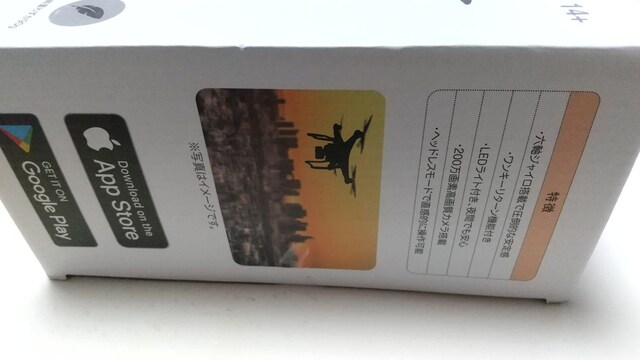 14+
特徴
・六軸ジャイロ搭載で圧倒的な安定感
・ワンキーリターン機能付き
・LEDライト付き、夜間でも安心
・200万画素高画質カメラ搭載
・ヘッドレスモードで直感的に操作可能
※写真はイメージです。
Download on the
App Store
GET IT ON
Google Play